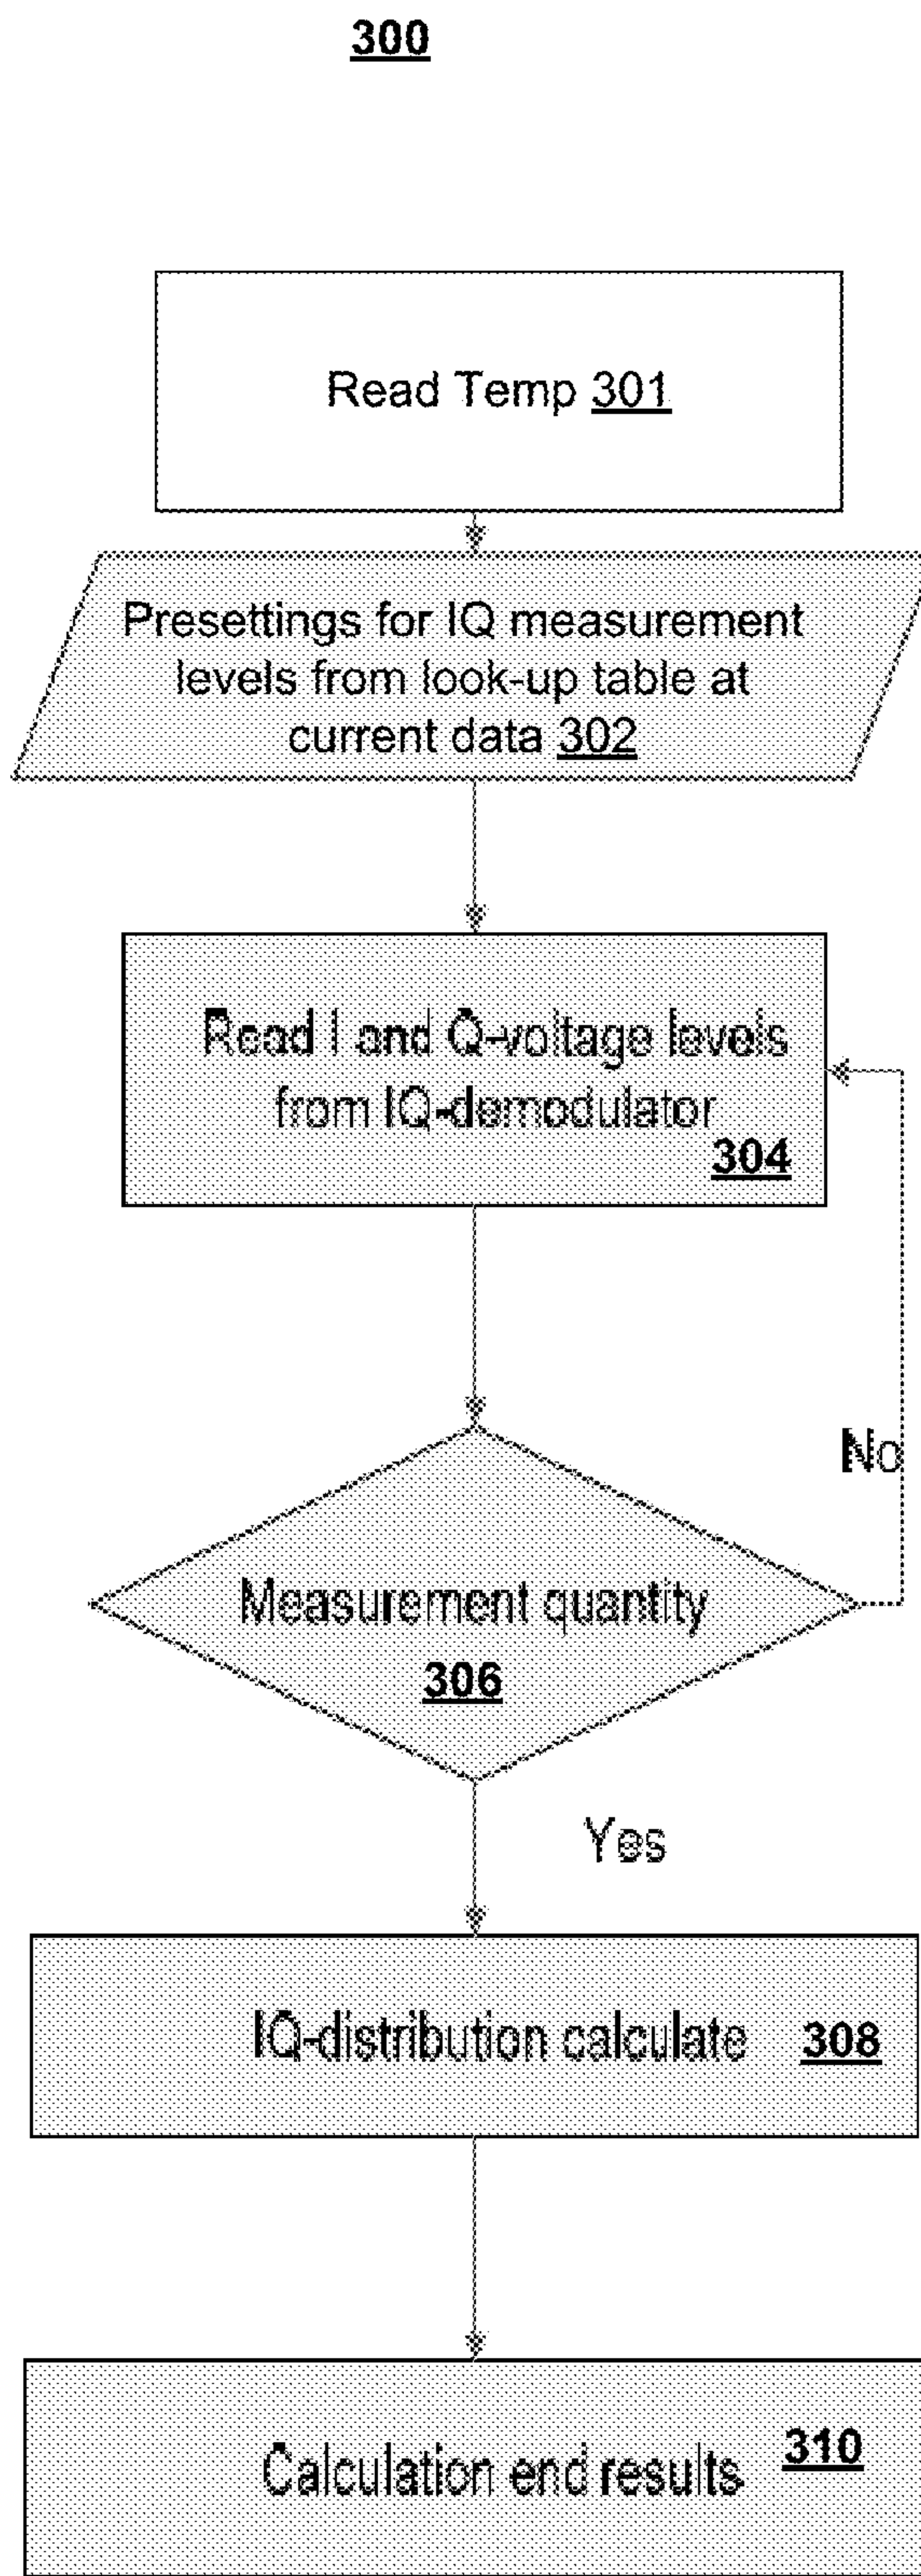 300
Read Temp 301
Presettings for IQ measurement
levels from look-up table at
current data 302
Read I and Q-voltage levels
from IQ-demodulator
304
No
Measurement quantity
306
Yes
IQ-distribution calculate 308
Calculation end results 310